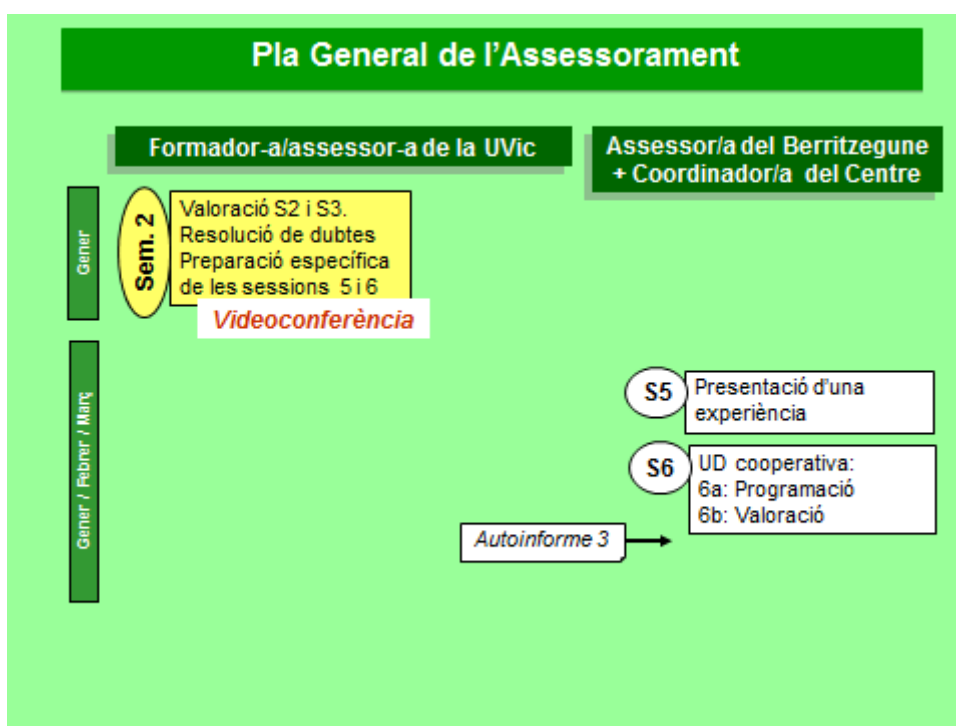 Pla General de l'Assessorament
Formador-a/assessor-a de la UVic
Assessor/a del Berritzegune
+ Coordinador/a del Centre
Gener
Sem. 2
Valoració S2 i S3.
Resolució de dubtes
Preparació específica
de les sessions 5 i 6
Videoconferència
Gener / Febrer / Març
S5
Presentació d'una
experiència
S6
UD cooperativa:
6a: Programació
6b: Valoració
Autoinforme 3